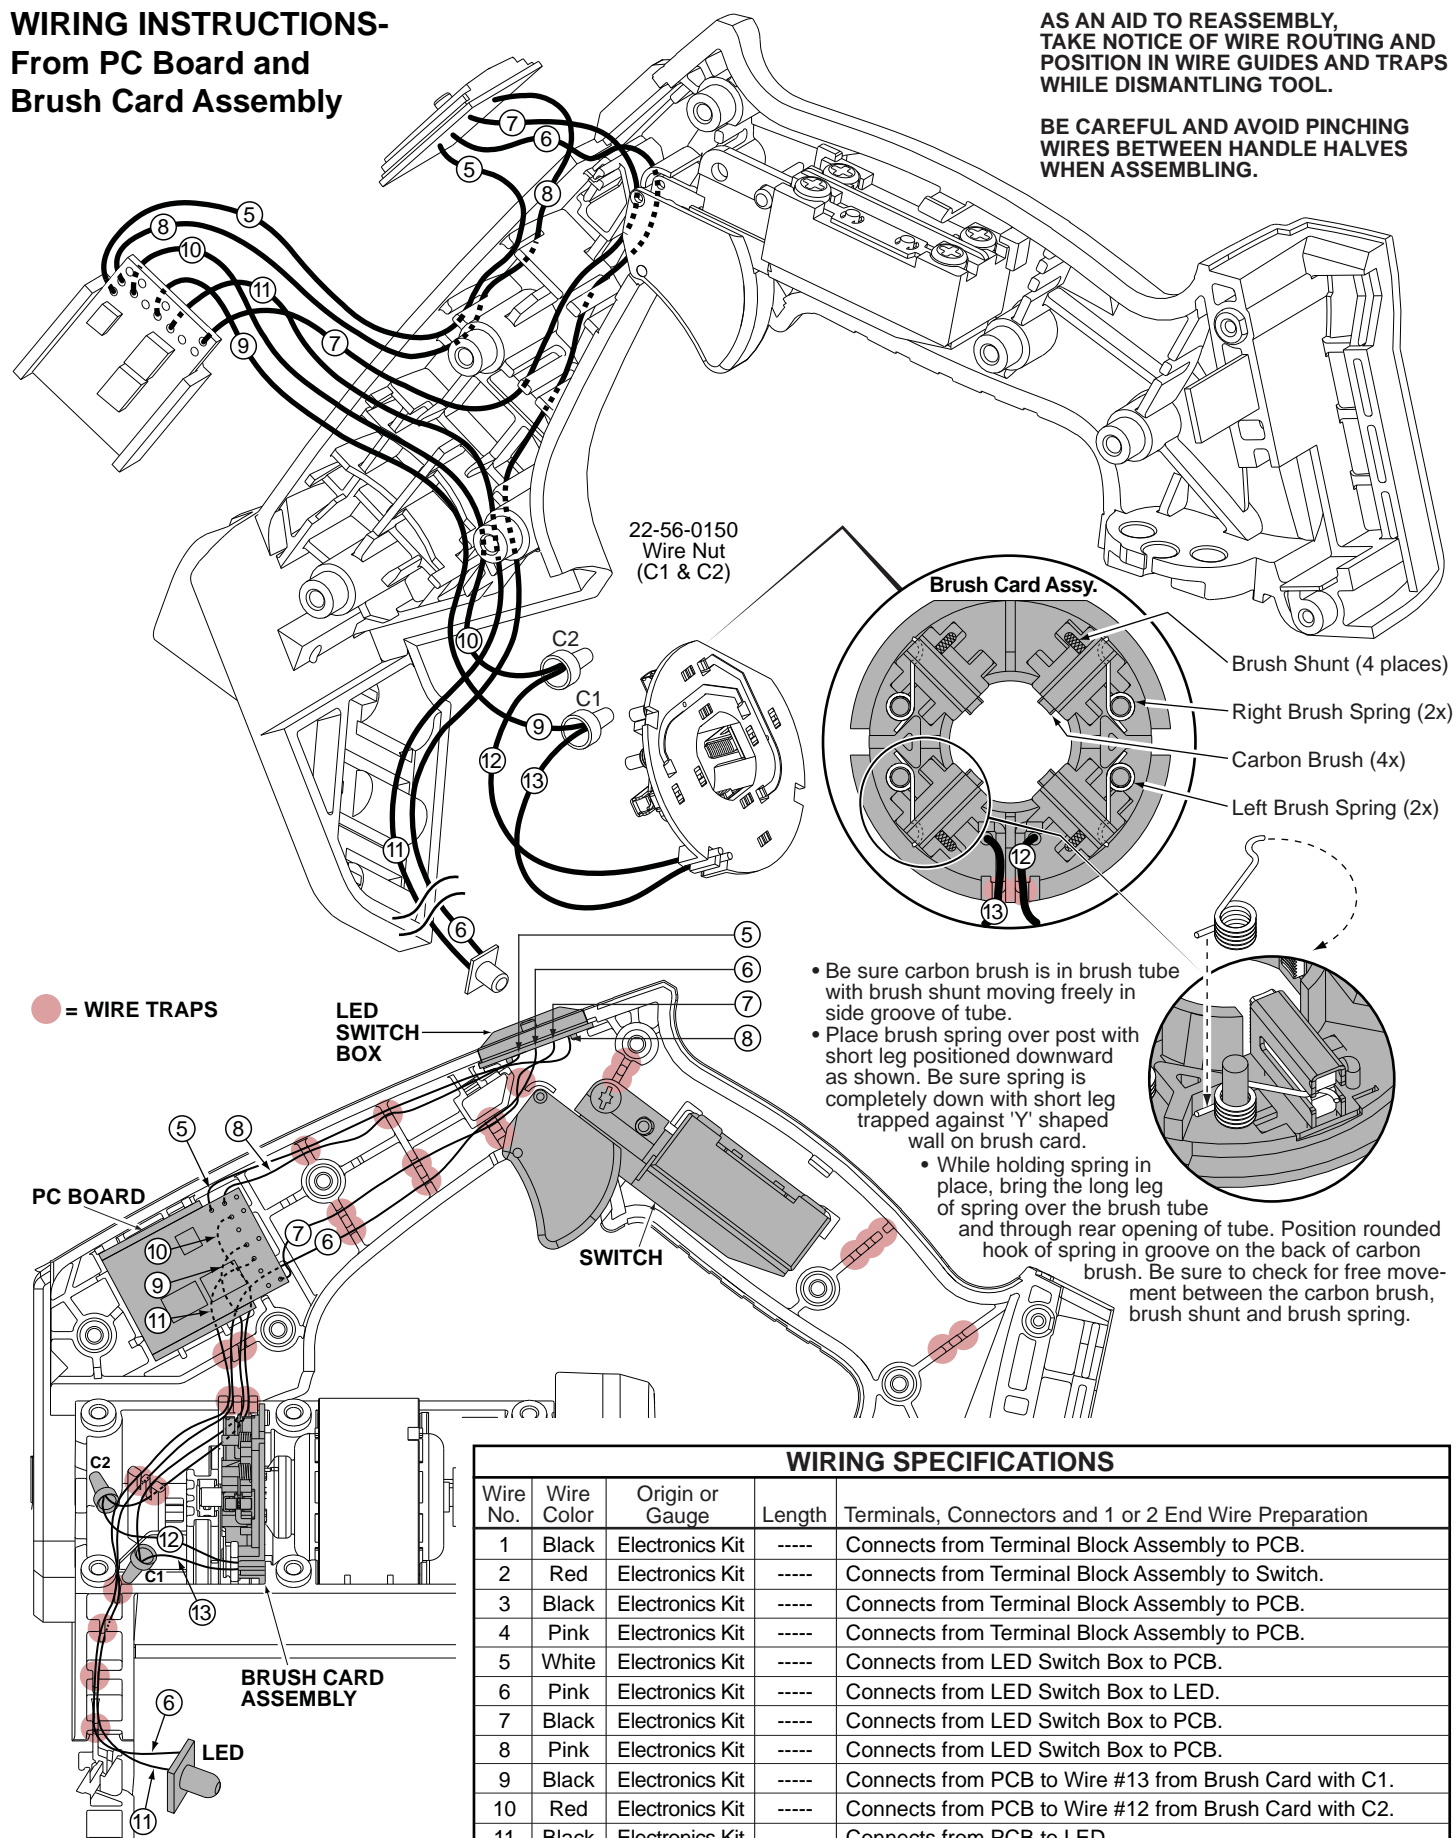 WIRING INSTRUCTIONS-
From PC Board and
Brush Card Assembly
AS AN AID TO REASSEMBLY,
TAKE NOTICE OF WIRE ROUTING AND
POSITION IN WIRE GUIDES AND TRAPS
WHILE DISMANTLING TOOL.
BE CAREFUL AND AVOID PINCHING
WIRES BETWEEN HANDLE HALVES
WHEN ASSEMBLING.
7
6
5
8
5
8
10
11
9
7
22-56-0150
Wire Nut
(C1 & C2)
10
C2
C1
9
12
13
11
6
Brush Card Assy.
Brush Shunt (4 places)
Right Brush Spring (2x)
Carbon Brush (4x)
Left Brush Spring (2x)
12
13
• Be sure carbon brush is in brush tube
with brush shunt moving freely in
side groove of tube.
• Place brush spring over post with
short leg positioned downward
as shown. Be sure spring is
completely down with short leg
trapped against 'Y' shaped
wall on brush card.
• While holding spring in
place, bring the long leg
of spring over the brush tube
and through rear opening of tube. Position rounded
hook of spring in groove on the back of carbon
brush. Be sure to check for free move-
ment between the carbon brush,
brush shunt and brush spring.
= WIRE TRAPS
LED
SWITCH
BOX
5
6
7
8
5
8
PC BOARD
10
9
11
7
6
SWITCH
C2
12
C1
13
BRUSH CARD
ASSEMBLY
6
LED
11
WIRING SPECIFICATIONS
Wire No. Wire Color Origin or Gauge Length Terminals, Connectors and 1 or 2 End Wire Preparation
1 Black Electronics Kit ----- Connects from Terminal Block Assembly to PCB.
2 Red Electronics Kit ----- Connects from Terminal Block Assembly to Switch.
3 Black Electronics Kit ----- Connects from Terminal Block Assembly to PCB.
4 Pink Electronics Kit ----- Connects from Terminal Block Assembly to PCB.
5 White Electronics Kit ----- Connects from LED Switch Box to PCB.
6 Pink Electronics Kit ----- Connects from LED Switch Box to LED.
7 Black Electronics Kit ----- Connects from LED Switch Box to PCB.
8 Pink Electronics Kit ----- Connects from LED Switch Box to PCB.
9 Black Electronics Kit ----- Connects from PCB to Wire #13 from Brush Card with C1.
10 Red Electronics Kit ----- Connects from PCB to Wire #12 from Brush Card with C2.
11 Black Electronics Kit ----- Connects from PCB to LED.